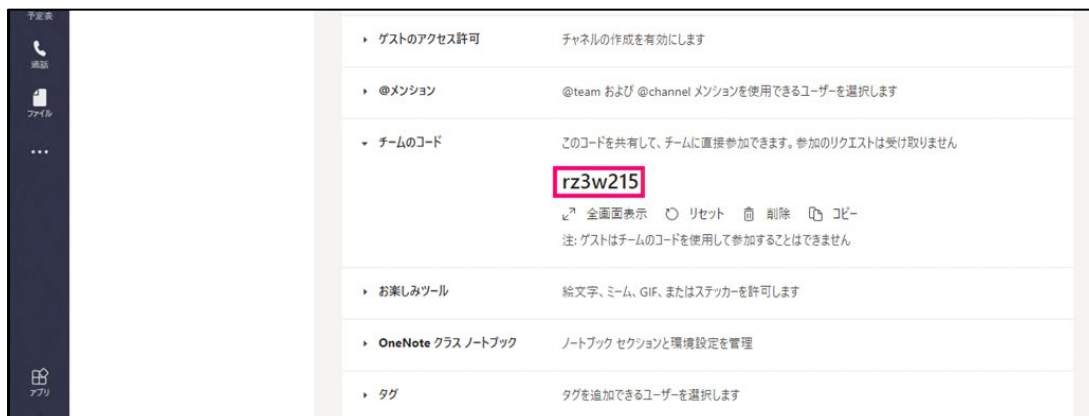 予定表
通話
ファイル
アプリ
ゲストのアクセス許可 チャネルの作成を有効にします
@メンション @team および @channel メンションを使用できるユーザーを選択します
チームのコード このコードを共有して、チームに直接参加できます。参加のリクエストは受け取りません
rz3w215
全画面表示 リセット 削除 コピー
注: ゲストはチームのコードを使用して参加することはできません
お楽しみツール 絵文字、ミーム、GIF、またはステッカーを許可します
OneNote クラス ノートブック ノートブック セクションと環境設定を管理
タグ タグを追加できるユーザーを選択します